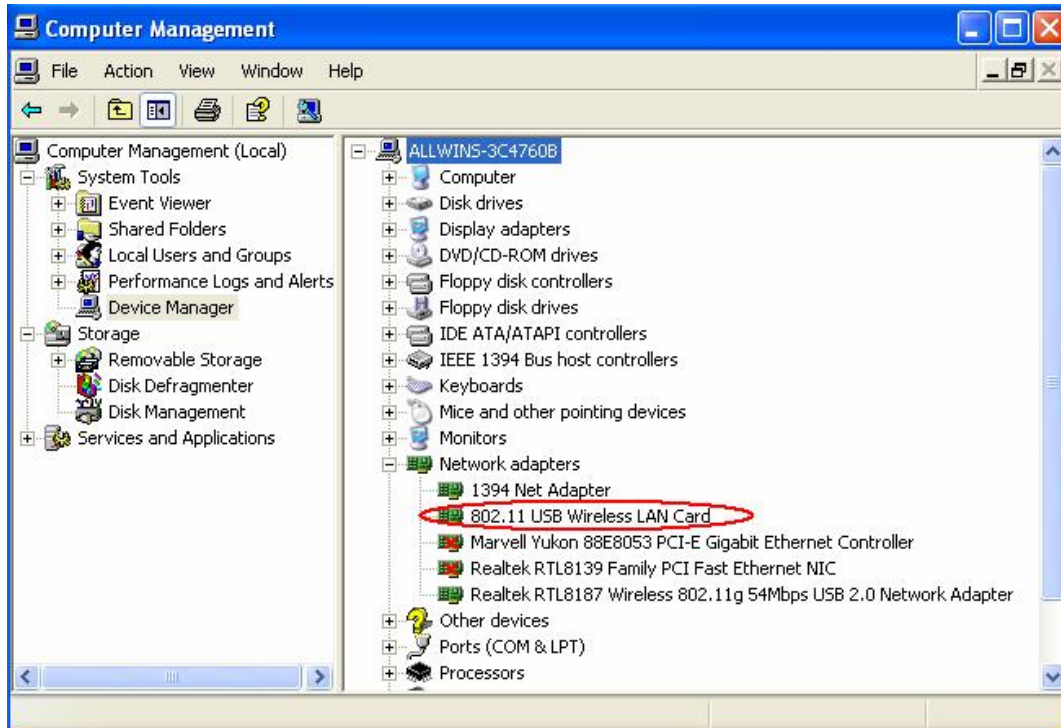 Computer Management
File Action View Window Help
Computer Management (Local)
System Tools
Event Viewer
Shared Folders
Local Users and Groups
Performance Logs and Alerts
Device Manager
Storage
Removable Storage
Disk Defragmenter
Disk Management
Services and Applications
ALLWINS-3C4760B
Computer
Disk drives
Display adapters
DVD/CD-ROM drives
Floppy disk controllers
Floppy disk drives
IDE ATA/ATAPI controllers
IEEE 1394 Bus host controllers
Keyboards
Mice and other pointing devices
Monitors
Network adapters
1394 Net Adapter
802.11 USB Wireless LAN Card
Marvell Yukon 88E8053 PCI-E Gigabit Ethernet Controller
Realtek RTL8139 Family PCI Fast Ethernet NIC
Realtek RTL8187 Wireless 802.11g 54Mbps USB 2.0 Network Adapter
Other devices
Ports (COM & LPT)
Processors